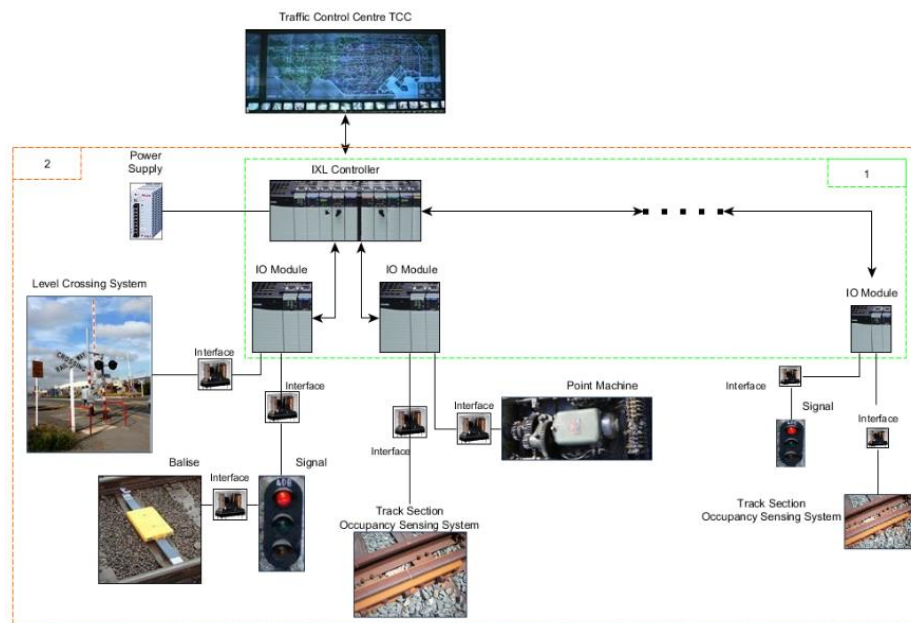 Traffic Control Centre TCC
2
Power
Supply
IXL Controller
1
IO Module
IO Module
IO Module
Level Crossing System
Interface
Interface
Interface
Interface
Point Machine
Interface
Signal
Interface
Balise
Interface
Signal
Track Section
Occupancy Sensing System
Track Section
Occupancy Sensing System
CROSSING